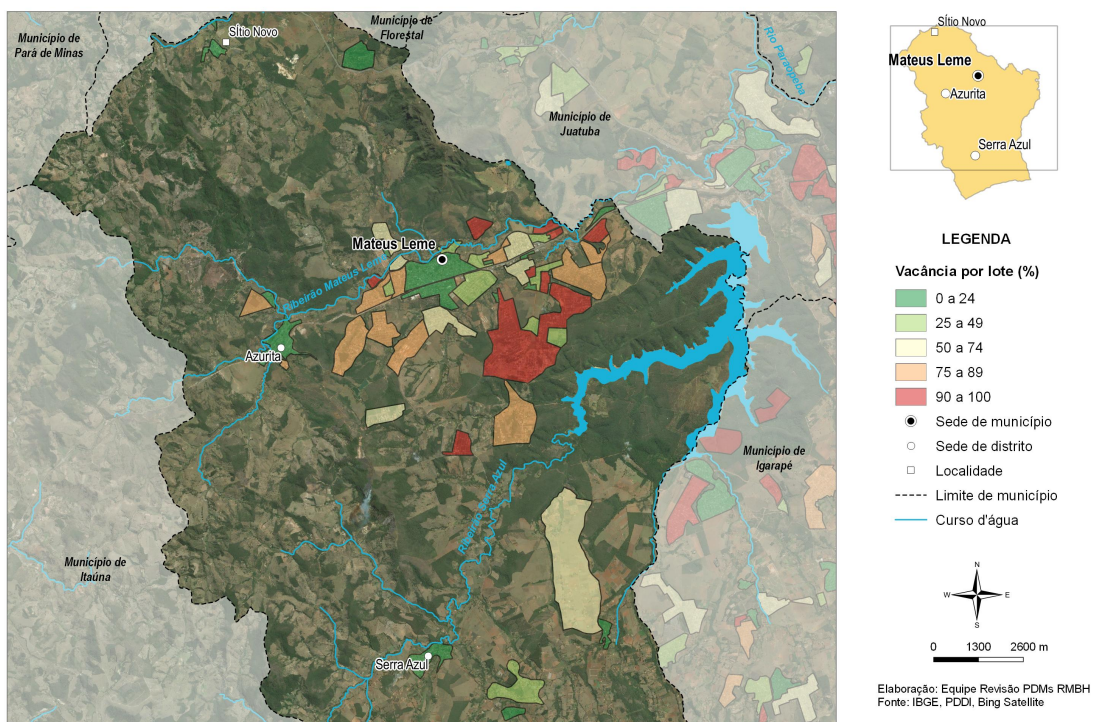 Município de
Pará de Minas
Sítio Novo
Município de
Florestal
Rio Paraopeba
Município de
Juatuba
Mateus Leme
Ribeirão Mateus Leme
Azurita
Município de
Igarapé
Ribeirão Serra Azul
Município de
Itaúna
Serra Azul
Sítio Novo
Mateus Leme
Azurita
Serra Azul
LEGENDA
Vacância por lote (%)
0 a 24
25 a 49
50 a 74
75 a 89
90 a 100
Sede de município
Sede de distrito
Localidade
Limite de município
Curso d'água
N
W
E
S
0 1300 2600 m
Elaboração: Equipe Revisão PDMs RMBH
Fonte: IBGE, PDDI, Bing Satellite